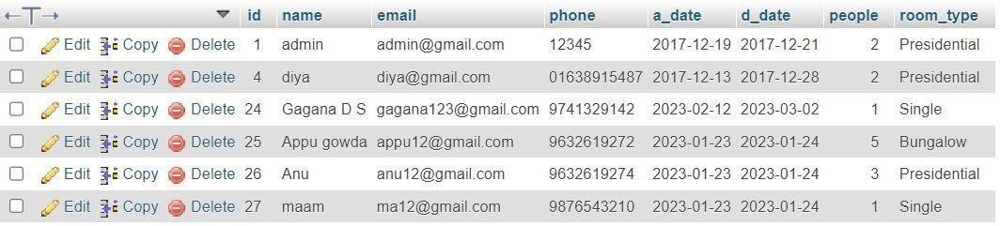 ←T→ id name email phone a_date d_date people room_type
Edit Copy Delete 1 admin admin@gmail.com 12345 2017-12-19 2017-12-21 2 Presidential
Edit Copy Delete 4 diya diya@gmail.com 01638915487 2017-12-13 2017-12-28 2 Presidential
Edit Copy Delete 24 Gagana D S gagana123@gmail.com 9741329142 2023-02-12 2023-03-02 1 Single
Edit Copy Delete 25 Appu gowda appu12@gmail.com 9632619272 2023-01-23 2023-01-24 5 Bungalow
Edit Copy Delete 26 Anu anu12@gmail.com 9632619274 2023-01-23 2023-01-24 3 Presidential
Edit Copy Delete 27 maam ma12@gmail.com 9876543210 2023-01-23 2023-01-24 1 Single